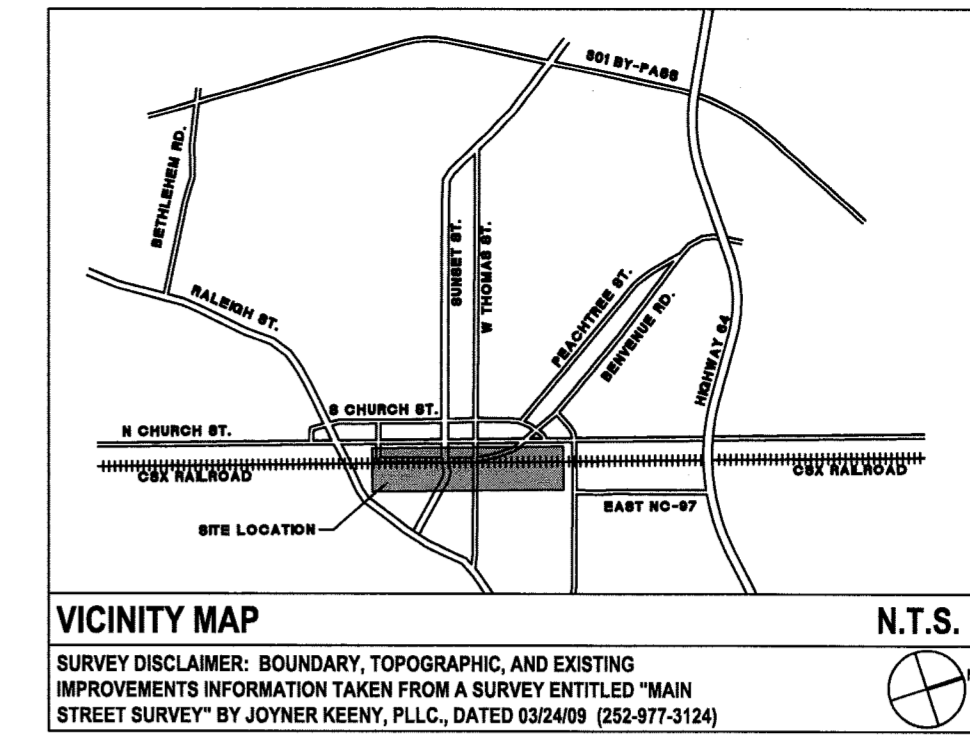 301 BY-PASS
BETHLEHEM RD.
SUNSET ST.
W THOMAS ST.
RALEIGH ST.
PEACHTREE ST.
BENVENUE RD.
HIGHWAY 64
S CHURCH ST.
N CHURCH ST.
CSX RAILROAD
CSX RAILROAD
SITE LOCATION
EAST NC-97
VICINITY MAP
N.T.S.
SURVEY DISCLAIMER: BOUNDARY, TOPOGRAPHIC, AND EXISTING
IMPROVEMENTS INFORMATION TAKEN FROM A SURVEY ENTITLED "MAIN
STREET SURVEY" BY JOYNER KEENY, PLLC., DATED 03/24/09 (252-977-3124)